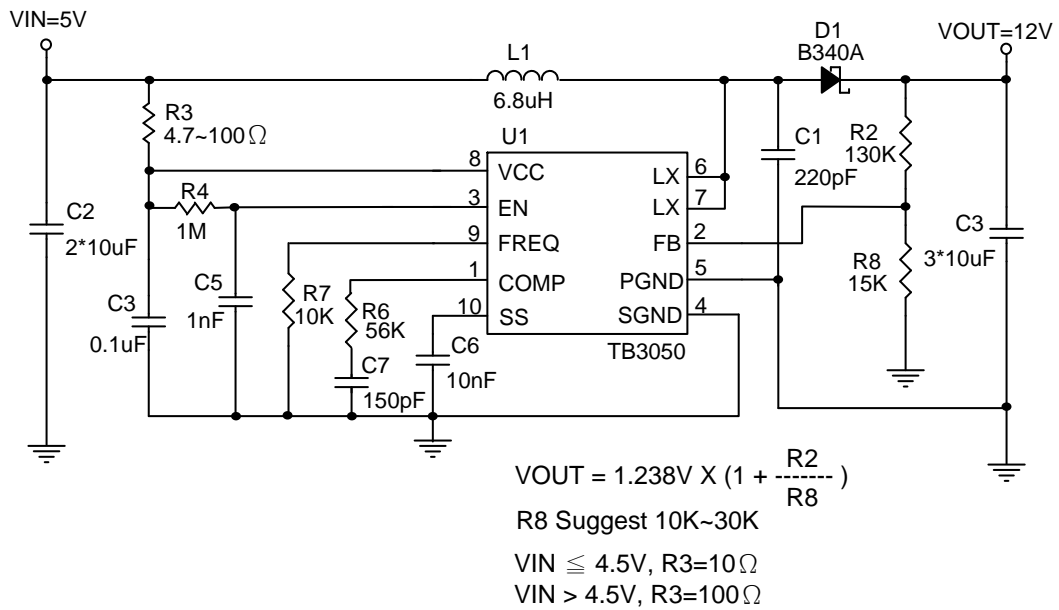 VIN=5V
D1
B340A
VOUT=12V
L1
6.8uH
R3
4.7~100Ω
U1
C1
220pF
R2
130K
8
VCC
LX
6
R4
1M
3
EN
LX
7
C2
2*10uF
9
FREQ
FB
2
C3
3*10uF
1
COMP
PGND
5
R8
15K
C3
0.1uF
C5
1nF
R7
10K
R6
56K
10
SS
SGND
4
TB3050
C6
10nF
C7
150pF
VOUT = 1.238V X (1 + R2
------- )
R8
R8 Suggest 10K~30K
VIN ≦ 4.5V, R3=10Ω
VIN > 4.5V, R3=100Ω